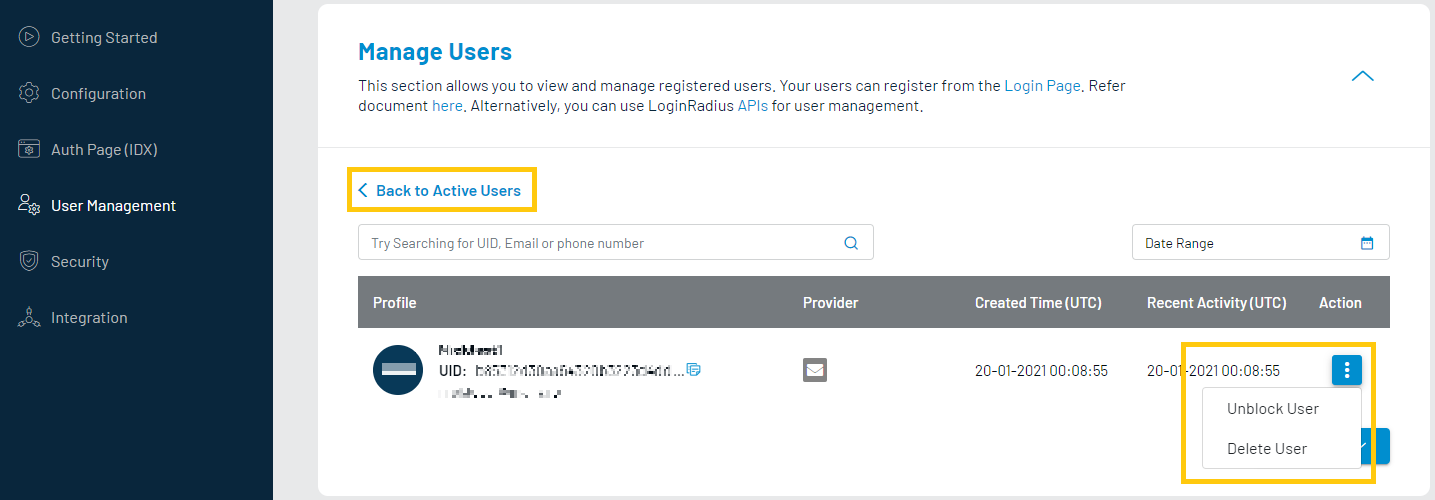 Getting Started
Configuration
Auth Page (IDX)
User Management
Security
Integration
Manage Users
This section allows you to view and manage registered users. Your users can register from the Login Page. Refer
document here. Alternatively, you can use LoginRadius APIs for user management.
Back to Active Users
Try Searching for UID, Email or phone number
Date Range
Profile Provider Created Time (UTC) Recent Activity (UTC) Action
UID:
20-01-2021 00:08:55 20-01-2021 00:08:55
Unblock User
Delete User